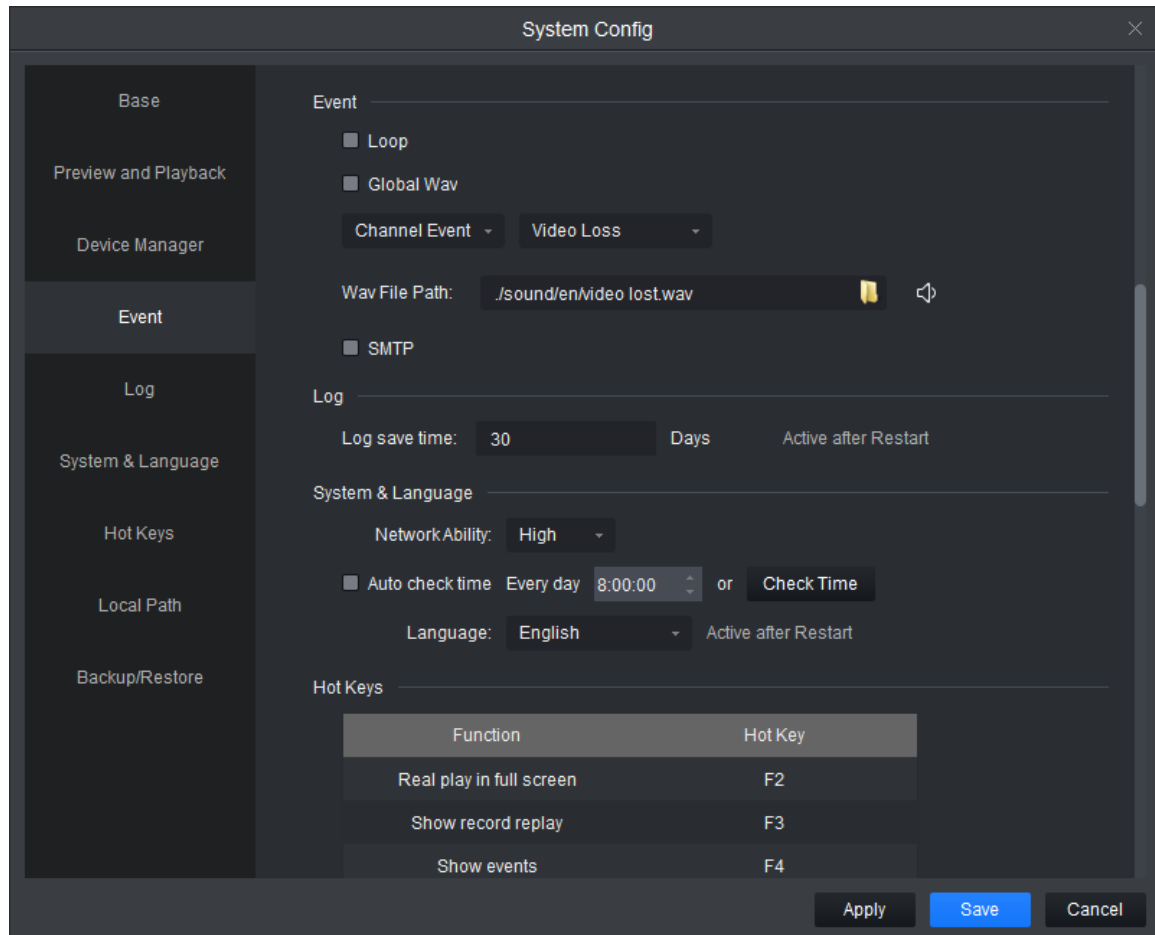 System Config
Base
Preview and Playback
Device Manager
Event
Log
System & Language
Hot Keys
Local Path
Backup/Restore
Event
Loop
Global Wav
Channel Event Video Loss
Wav File Path: ./sound/en/video lost.wav
SMTP
Log
Log save time: 30 Days Active after Restart
System & Language
Network Ability: High
Auto check time Every day 8:00:00 or Check Time
Language: English Active after Restart
Hot Keys
Function Hot Key
Real play in full screen F2
Show record replay F3
Show events F4
Apply Save Cancel